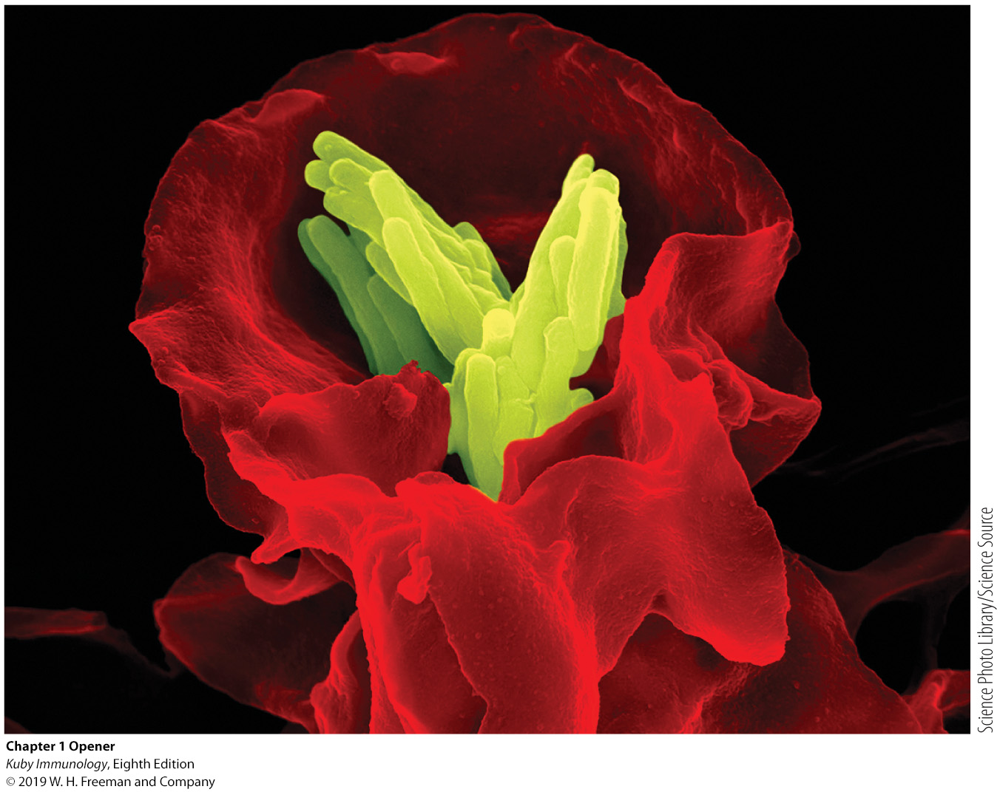 Science Photo Library/Science Source
Chapter 1 Opener
Kuby Immunology, Eighth Edition
© 2019 W. H. Freeman and Company